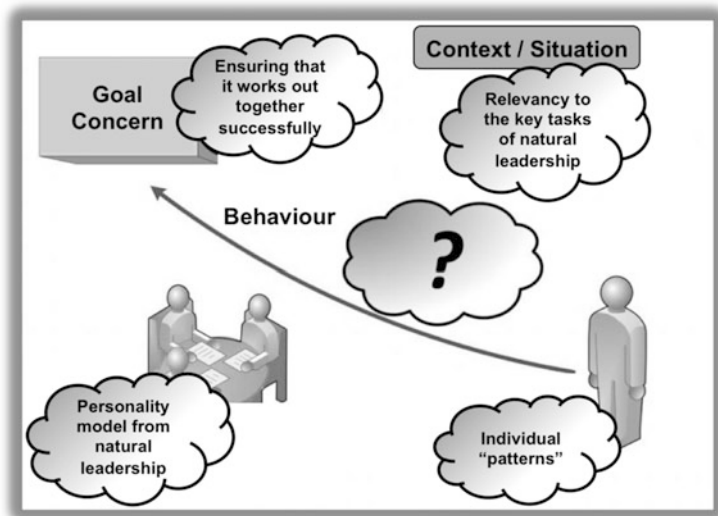 Goal
Concern
Ensuring that
it works out
together
successfully
Context / Situation
Relevancy to
the key tasks
of natural
leadership
Behaviour
?
Personality
model from
natural
leadership
Individual
“patterns”